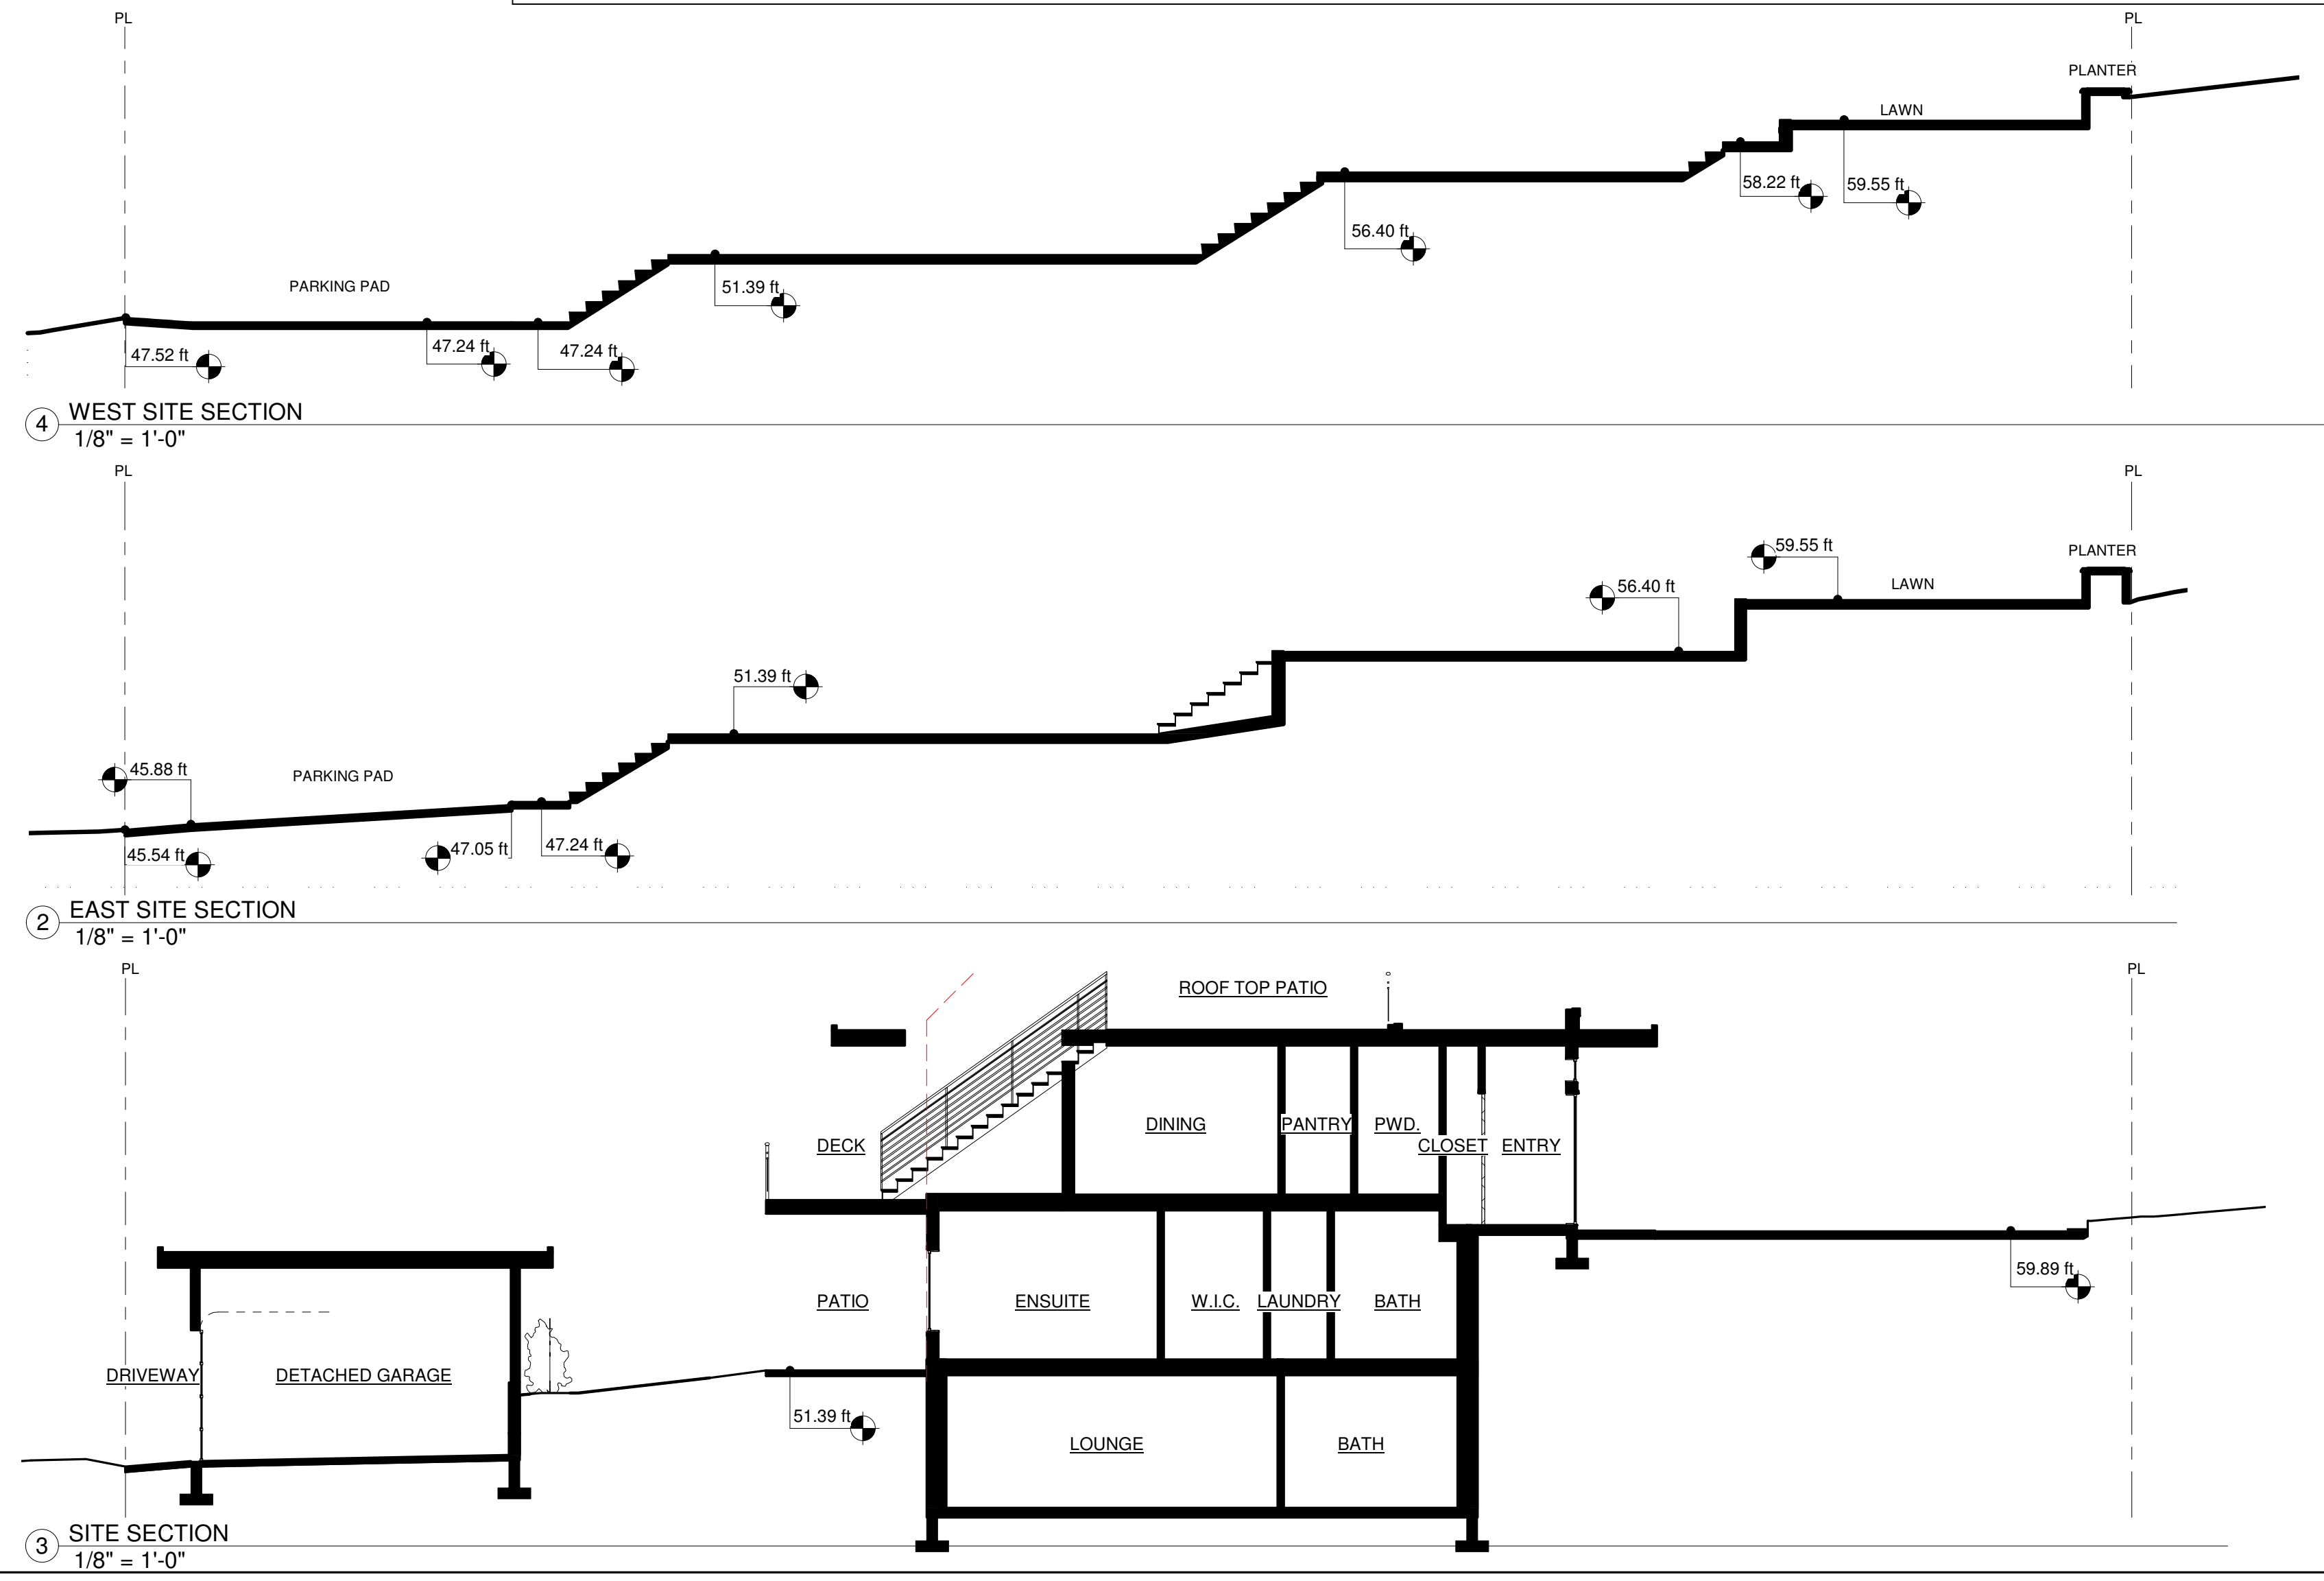 PL
PL
PLANTER
LAWN
58.22 ft
59.55 ft
56.40 ft
51.39 ft
PARKING PAD
47.52 ft
47.24 ft
47.24 ft
4
WEST SITE SECTION
1/8" = 1'-0"
PL
PL
59.55 ft
PLANTER
56.40 ft
LAWN
51.39 ft
45.88 ft
PARKING PAD
45.54 ft
47.05 ft
47.24 ft
2
EAST SITE SECTION
1/8" = 1'-0"
PL
PL
ROOF TOP PATIO
DECK
DINING
PANTRY
PWD.
CLOSET
ENTRY
59.89 ft
PATIO
ENSUITE
W.I.C.
LAUNDRY
BATH
DRIVEWAY
DETACHED GARAGE
51.39 ft
LOUNGE
BATH
3
SITE SECTION
1/8" = 1'-0"